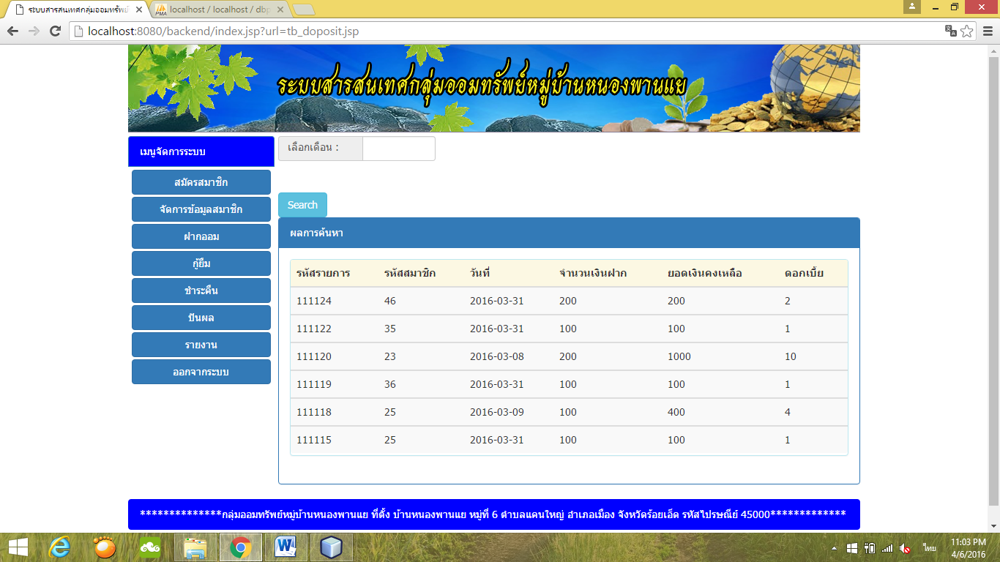 ระบบสารสนเทศกลุ่มออมทรัพย์
localhost / localhost / dbp
localhost:8080/backend/index.jsp?url=tb_doposit.jsp
ระบบสารสนเทศกลุ่มออมทรัพย์หมู่บ้านหนองพานแย
เมนูจัดการระบบ
สมัครสมาชิก
จัดการข้อมูลสมาชิก
ฝากออม
กู้ยืม
ชำระคืน
ปันผล
รายงาน
ออกจากระบบ
เลือกเดือน :
Search
ผลการค้นหา
รหัสรายการ รหัสสมาชิก วันที่ จำนวนเงินฝาก ยอดเงินคงเหลือ ดอกเบี้ย
111124 46 2016-03-31 200 200 2
111122 35 2016-03-31 100 100 1
111120 23 2016-03-08 200 1000 10
111119 36 2016-03-31 100 100 1
111118 25 2016-03-09 100 400 4
111115 25 2016-03-31 100 100 1
**************กลุ่มออมทรัพย์หมู่บ้านหนองพานแย ที่ตั้ง บ้านหนองพานแย หมู่ที่ 6 ตำบลแคนใหญ่ อำเภอเมือง จังหวัดร้อยเอ็ด รหัสไปรษณีย์ 45000*************
ไทย
11:03 PM
4/6/2016